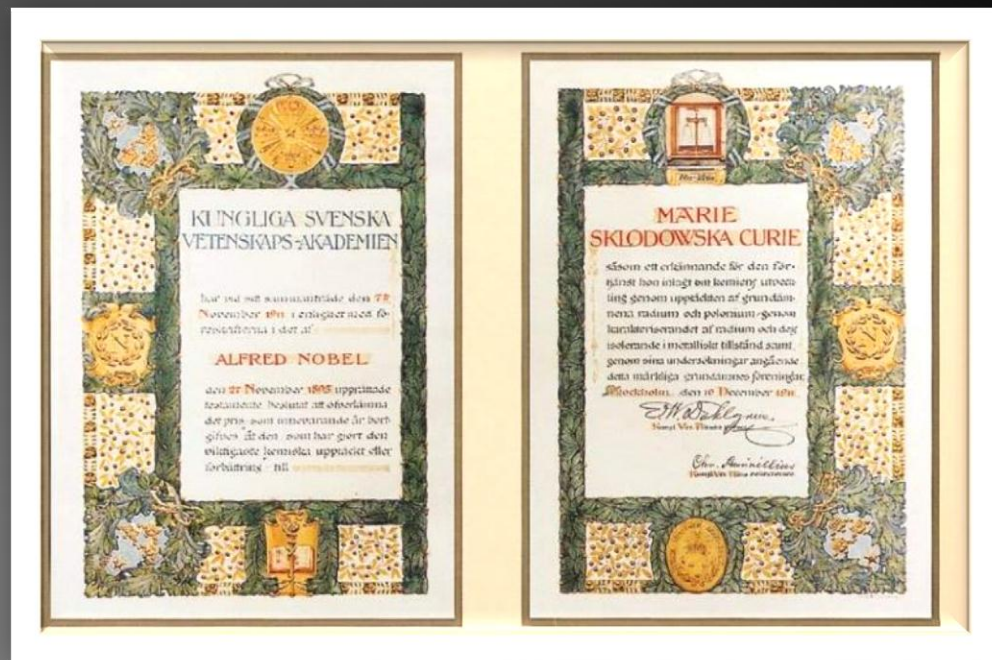 KUNGLIGA SVENSKA
VETENSKAPS-AKADEMIEN
har vid sitt sammanträde den
November 1911 i enlighet med fö-
reskrifterna i det af
ALFRED NOBEL
den 27 November 1895 upprättade
testamente beslutat att öfverlämna
det pris, som innevarande år bort-
gifves åt den, som har gjort den
viktigaste kemiska upptäckt eller
förbättring till
MARIE
SKLODOWSKA CURIE
såsom ett erkännande för den för-
tjänst hon inlagt om kemiens utveck-
ling genom upptäckten af grundäm-
nena radium och polonium, genom
karakteriserandet af radium och dess
isolerande i metalliskt tillstånd samt
genom sina undersökningar angående
detta märkliga grundämnes föreningar.
Stockholm den 10 December 1911.